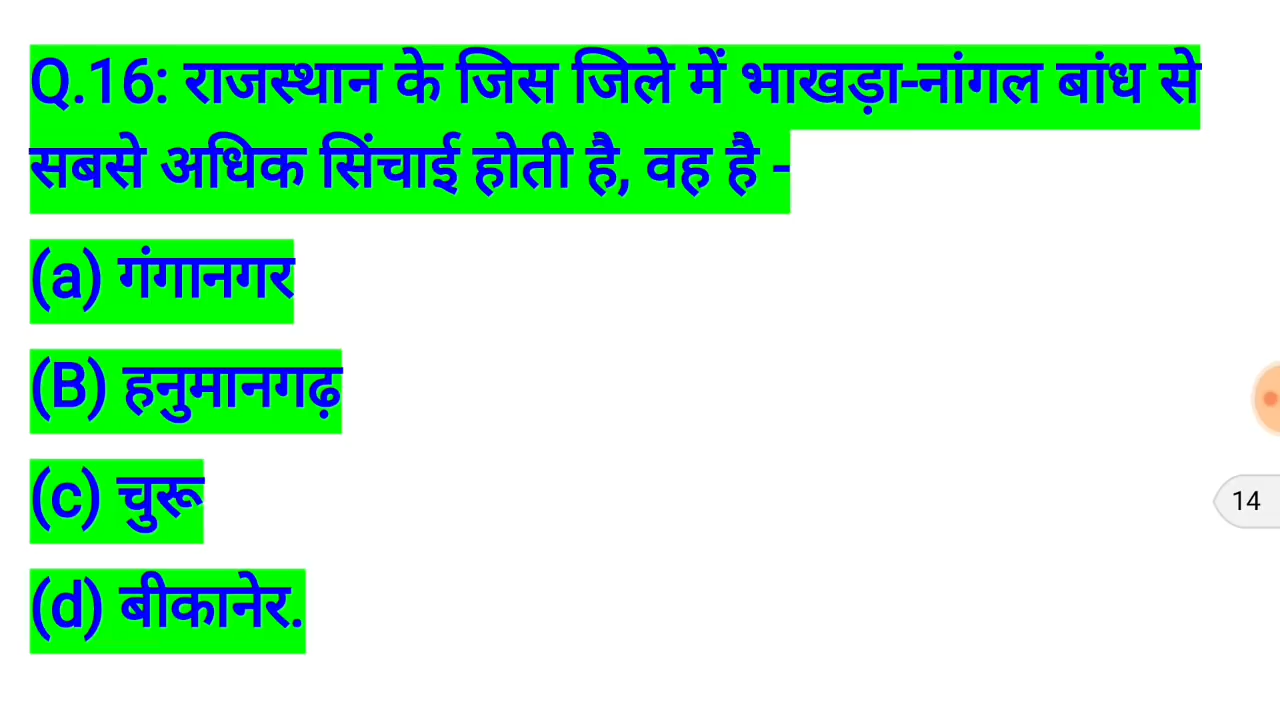 Q.16: राजस्थान के जिस जिले में भाखड़ा-नांगल बांध से
सबसे अधिक सिंचाई होती है, वह है -
(a) गंगानगर
(B) हनुमानगढ़
(c) चुरू
(d) बीकानेर.
14